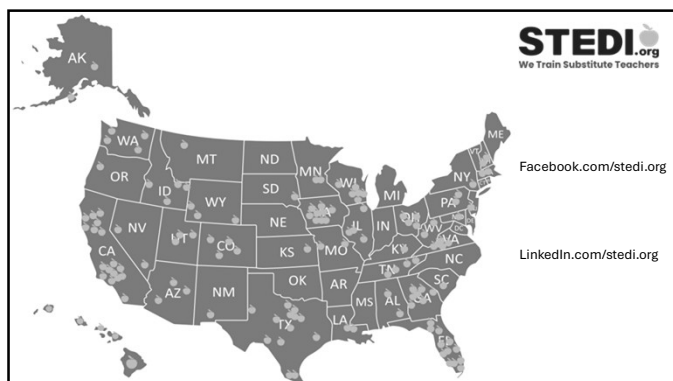 STEDI.org
We Train Substitute Teachers
Facebook.com/stedi.org
LinkedIn.com/stedi.org
AK
WA
MT
ND
MN
WI
MI
NY
VT
ME
OR
ID
WY
SD
IA
NE
PA
NV
UT
CO
KS
MO
IL
IN
OH
WV
VA
DC
KY
CA
AZ
NM
OK
AR
TN
NC
SC
MS
AL
GA
TX
LA
FL